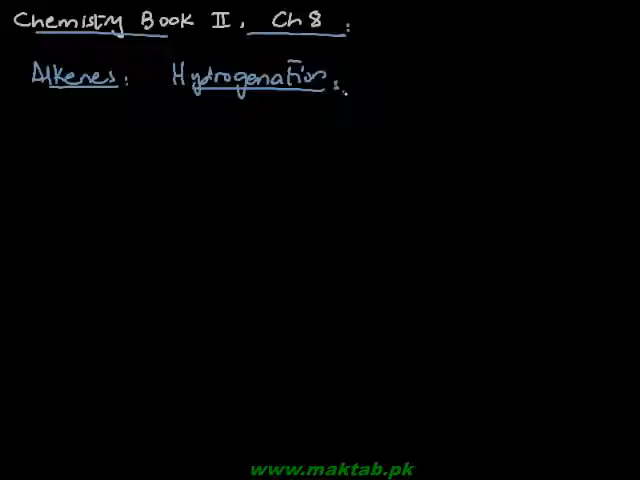 Chemistry Book II, Ch 8 :
Alkenes : Hydrogenation :
www.maktab.pk